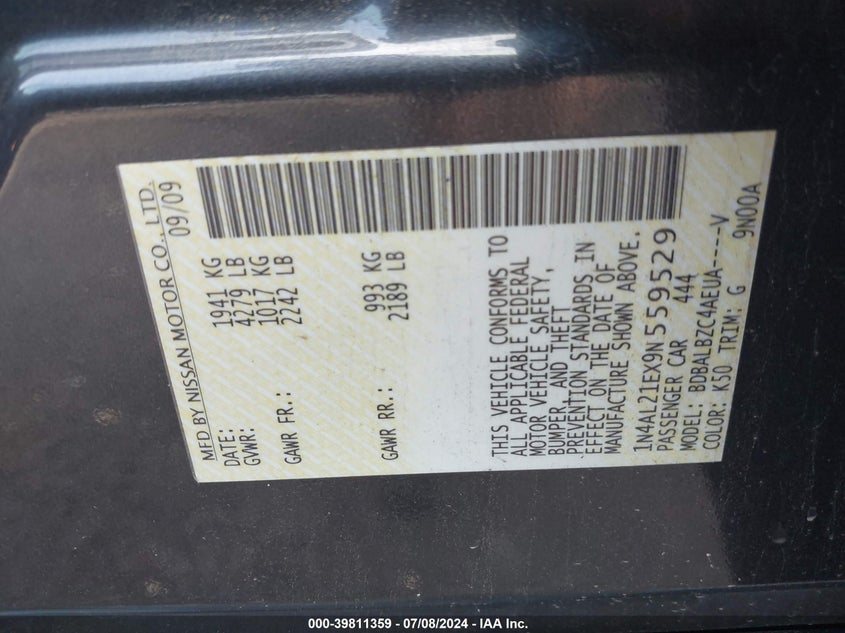 MFD.BY NISSAN MOTOR CO., LTD.
DATE: 09/09
GVWR: 1941 KG
4279 LB
GAWR FR.: 1017 KG
2242 LB
GAWR RR.: 993 KG
2189 LB
THIS VEHICLE CONFORMS TO
ALL APPLICABLE FEDERAL
MOTOR VEHICLE SAFETY,
BUMPER, AND THEFT
PREVENTION STANDARDS IN
EFFECT ON THE DATE OF
MANUFACTURE SHOWN ABOVE.
1N4AL21EX9N559529
PASSENGER CAR 444
MODEL: BDBALBZC4AEUA----V
COLOR: K50 TRIM: G 9N00A
000-39811359 - 07/08/2024 - IAA Inc.